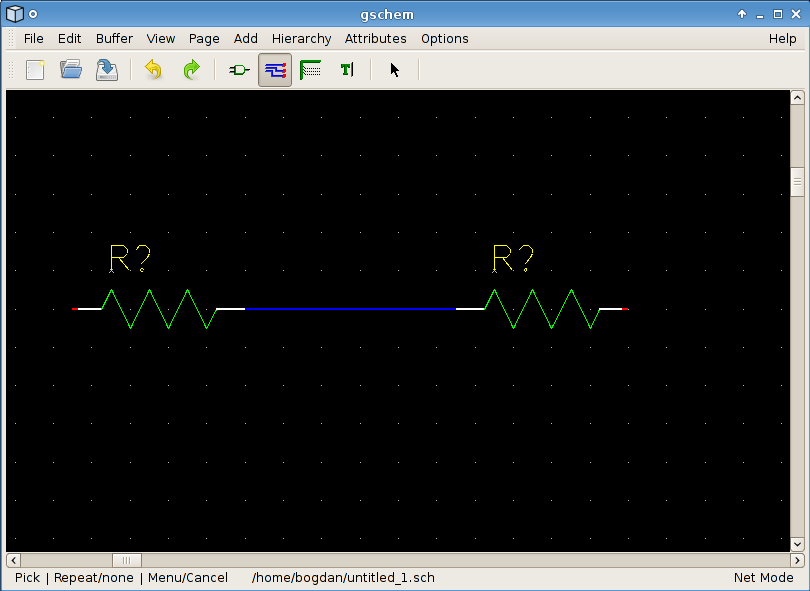 gschem
File Edit Buffer View Page Add Hierarchy Attributes Options Help
R? R?
Pick | Repeat/none | Menu/Cancel /home/bogdan/untitled_1.sch Net Mode